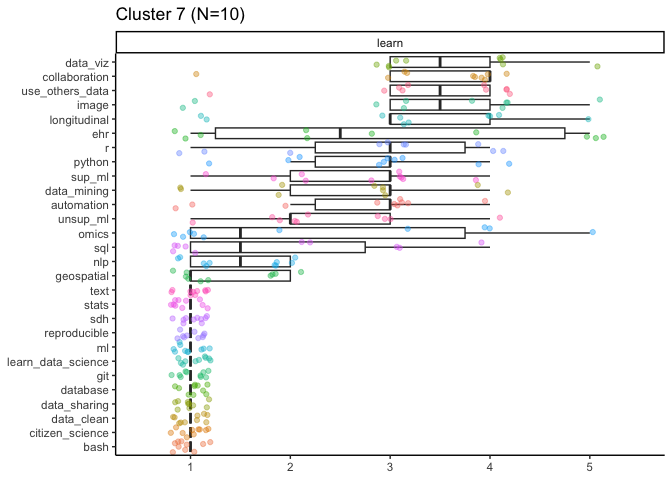 Cluster 7 (N=10)
learn
data_viz
collaboration
use_others_data
image
longitudinal
ehr
r
python
sup_ml
data_mining
automation
unsup_ml
omics
sql
nlp
geospatial
text
stats
sdh
reproducible
ml
learn_data_science
git
database
data_sharing
data_clean
citizen_science
bash
1 2 3 4 5